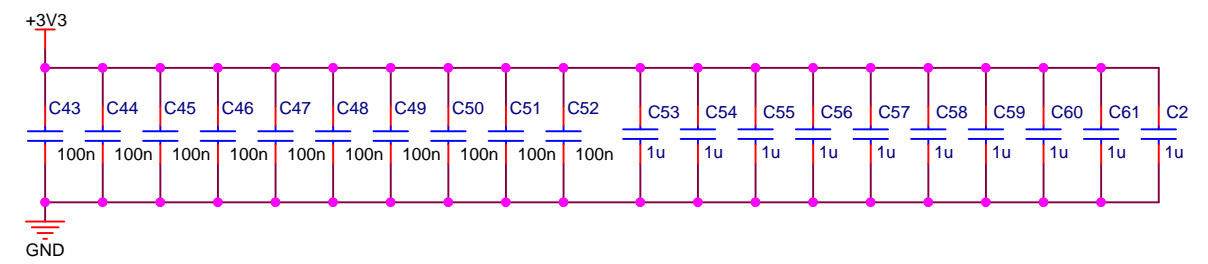 +3V3
C43 C44 C45 C46 C47 C48 C49 C50 C51 C52 C53 C54 C55 C56 C57 C58 C59 C60 C61 C2
100n 100n 100n 100n 100n 100n 100n 100n 100n 100n 1u 1u 1u 1u 1u 1u 1u 1u 1u 1u
GND